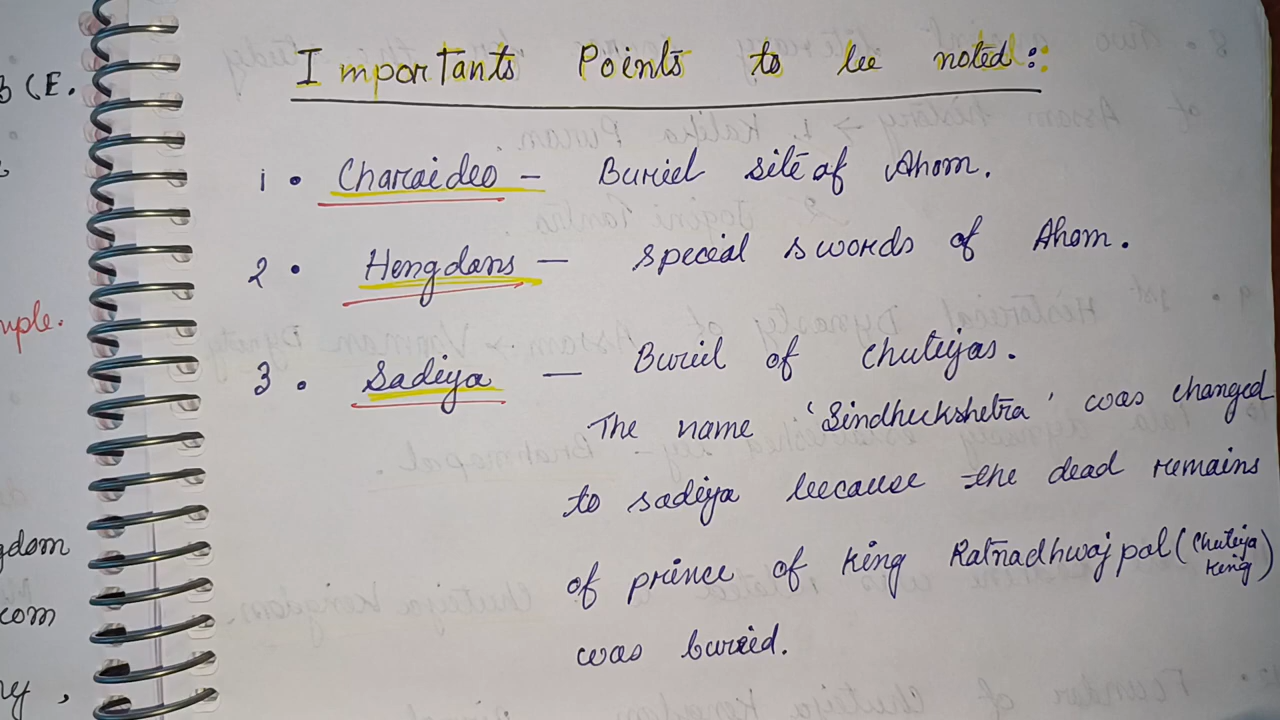 Importants Points to be noted:
1. Charaideo - Buriel site of Ahom.
2. Hengdans - special swords of Ahom.
3. Sadiya - Buriel of Chutiyas.
The name 'Sindhukshetra' was changed
to sadiya because the dead remains
of prince of king Ratnadhwajpal (Chutiya king)
was buried.